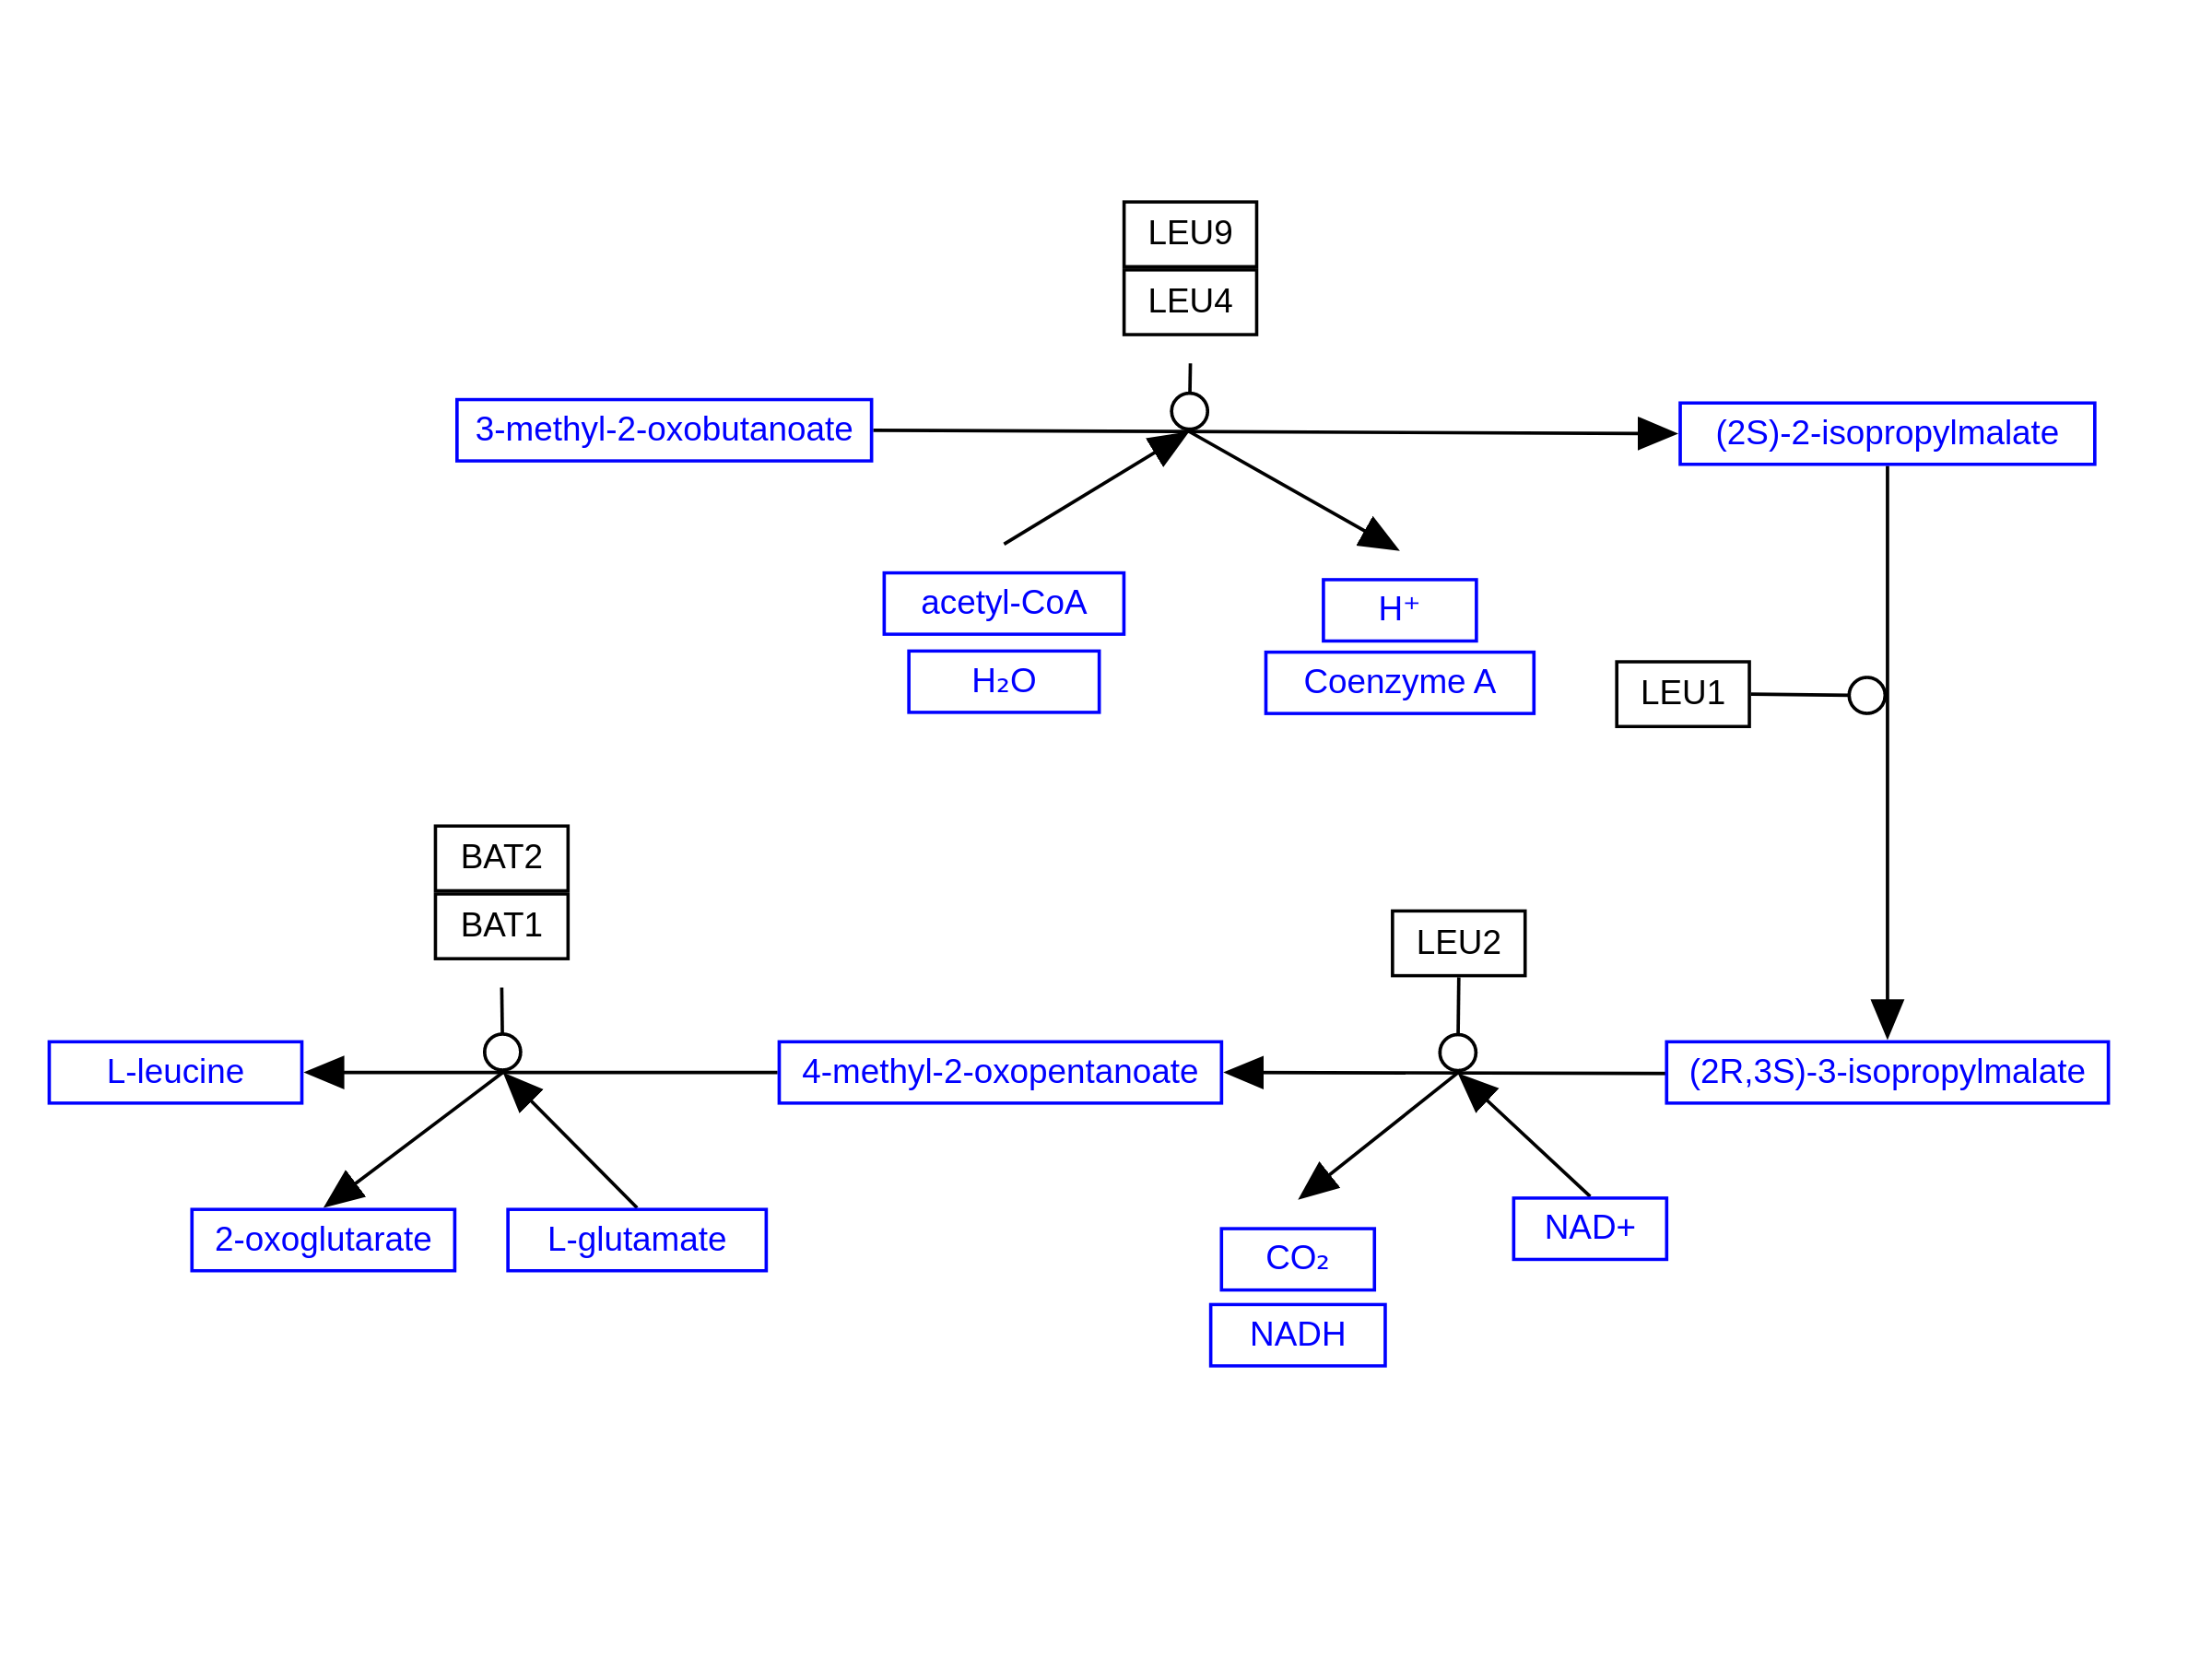 LEU9
LEU4
3-methyl-2-oxobutanoate
(2S)-2-isopropylmalate
acetyl-CoA
H⁺
H₂O
Coenzyme A
LEU1
BAT2
BAT1
LEU2
L-leucine
4-methyl-2-oxopentanoate
(2R,3S)-3-isopropylmalate
2-oxoglutarate
L-glutamate
NAD+
CO₂
NADH